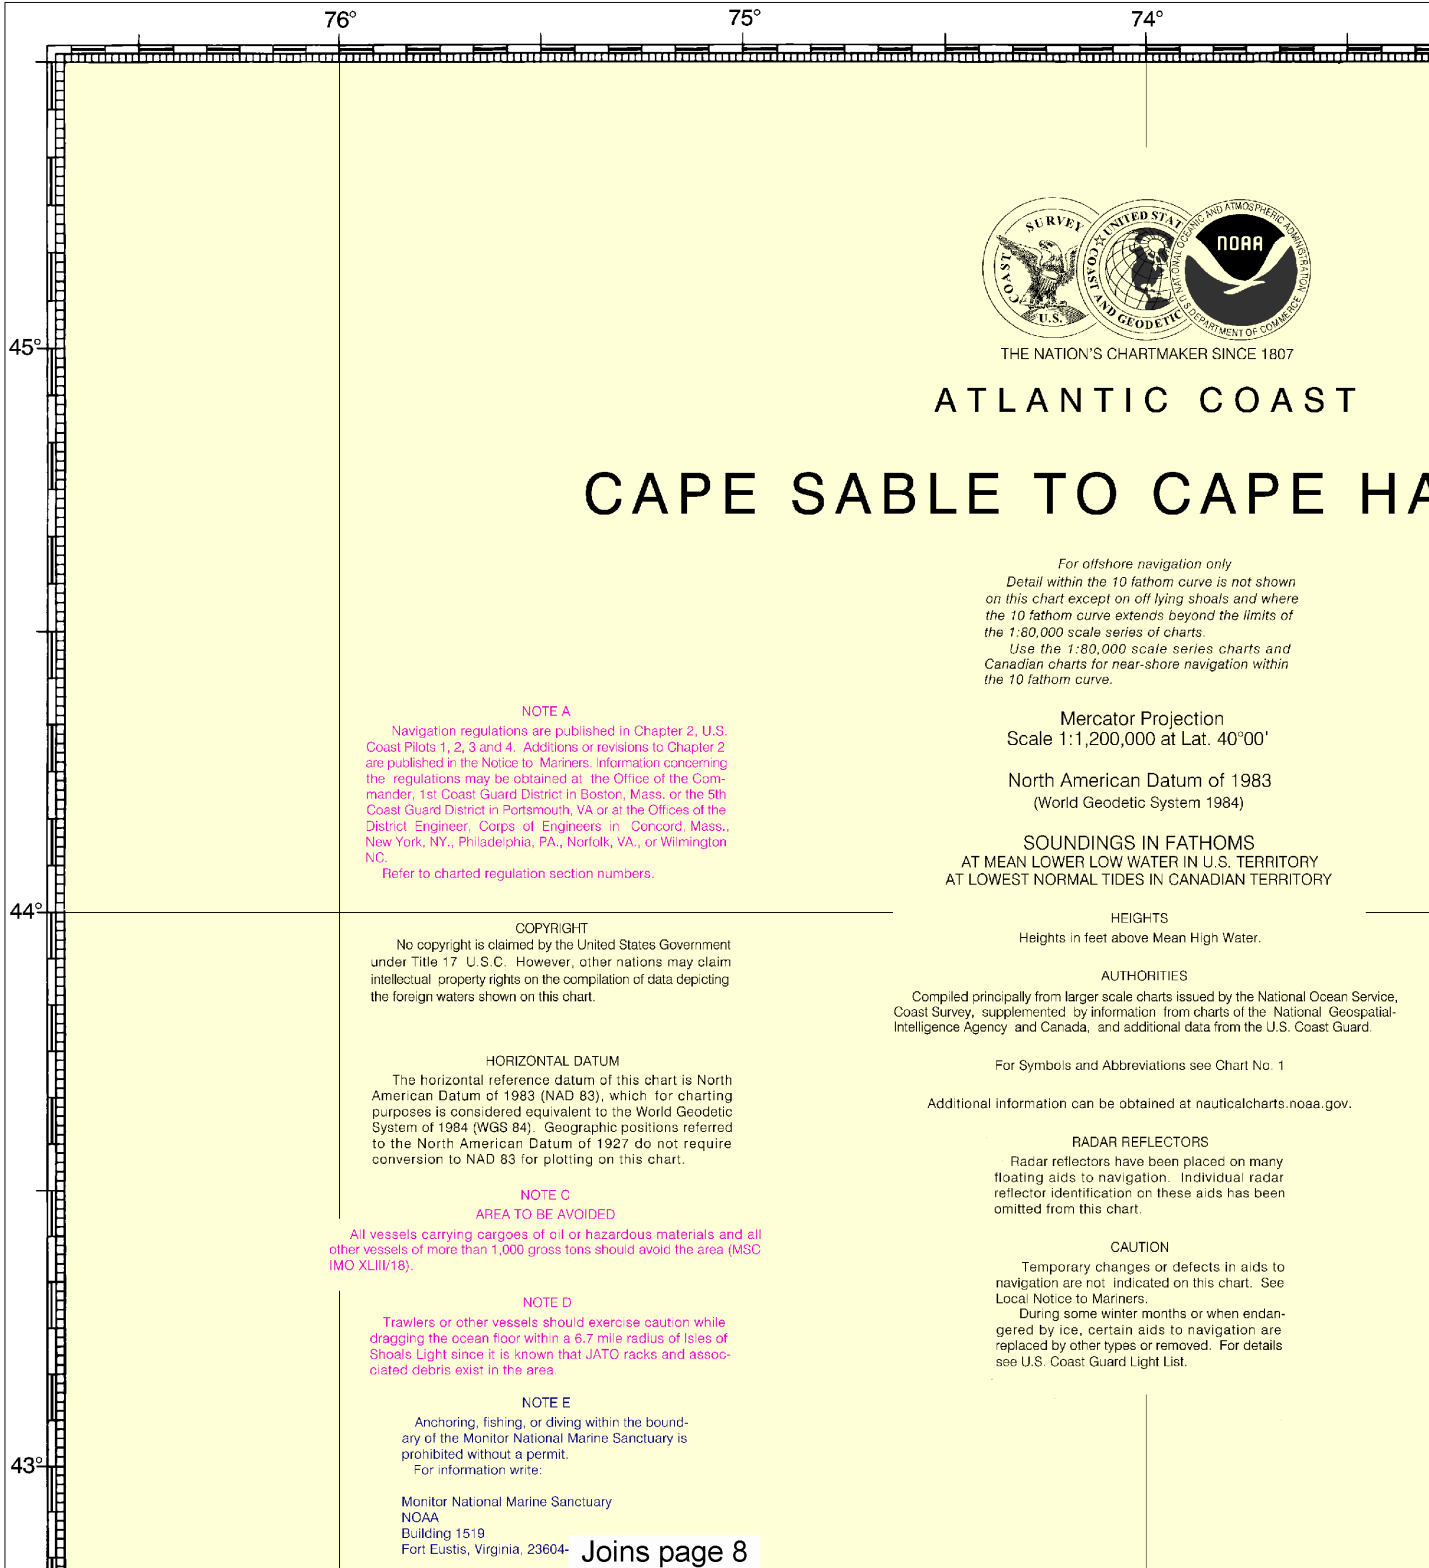 76°
75°
74°
45°
44°
43°
SURVEY
COAST
U.S.
UNITED STAT
COAST AND GEODETIC
NATIONAL OCEANIC AND ATMOSPHERIC ADMINISTRATION
U.S. DEPARTMENT OF COMMERCE
NOAA
THE NATION'S CHARTMAKER SINCE 1807
ATLANTIC COAST
CAPE SABLE TO CAPE HA
For offshore navigation only
Detail within the 10 fathom curve is not shown
on this chart except on off lying shoals and where
the 10 fathom curve extends beyond the limits of
the 1:80,000 scale series of charts.
Use the 1:80,000 scale series charts and
Canadian charts for near-shore navigation within
the 10 fathom curve.
Mercator Projection
Scale 1:1,200,000 at Lat. 40°00'
North American Datum of 1983
(World Geodetic System 1984)
SOUNDINGS IN FATHOMS
AT MEAN LOWER LOW WATER IN U.S. TERRITORY
AT LOWEST NORMAL TIDES IN CANADIAN TERRITORY
HEIGHTS
Heights in feet above Mean High Water.
AUTHORITIES
Compiled principally from larger scale charts issued by the National Ocean Service,
Coast Survey, supplemented by information from charts of the National Geospatial-
Intelligence Agency and Canada, and additional data from the U.S. Coast Guard.
For Symbols and Abbreviations see Chart No. 1
Additional information can be obtained at nauticalcharts.noaa.gov.
RADAR REFLECTORS
Radar reflectors have been placed on many
floating aids to navigation. Individual radar
reflector identification on these aids has been
omitted from this chart.
CAUTION
Temporary changes or defects in aids to
navigation are not indicated on this chart. See
Local Notice to Mariners.
During some winter months or when endan-
gered by ice, certain aids to navigation are
replaced by other types or removed. For details
see U.S. Coast Guard Light List.
NOTE A
Navigation regulations are published in Chapter 2, U.S.
Coast Pilots 1, 2, 3 and 4. Additions or revisions to Chapter 2
are published in the Notice to Mariners. Information concerning
the regulations may be obtained at the Office of the Com-
mander, 1st Coast Guard District in Boston, Mass. or the 5th
Coast Guard District in Portsmouth, VA or at the Offices of the
District Engineer, Corps of Engineers in Concord, Mass.,
New York, NY., Philadelphia, PA., Norfolk, VA., or Wilmington
NC.
Refer to charted regulation section numbers.
COPYRIGHT
No copyright is claimed by the United States Government
under Title 17 U.S.C. However, other nations may claim
intellectual property rights on the compilation of data depicting
the foreign waters shown on this chart.
HORIZONTAL DATUM
The horizontal reference datum of this chart is North
American Datum of 1983 (NAD 83), which for charting
purposes is considered equivalent to the World Geodetic
System of 1984 (WGS 84). Geographic positions referred
to the North American Datum of 1927 do not require
conversion to NAD 83 for plotting on this chart.
NOTE C
AREA TO BE AVOIDED
All vessels carrying cargoes of oil or hazardous materials and all
other vessels of more than 1,000 gross tons should avoid the area (MSC
IMO XLIII/18).
NOTE D
Trawlers or other vessels should exercise caution while
dragging the ocean floor within a 6.7 mile radius of Isles of
Shoals Light since it is known that JATO racks and assoc-
ciated debris exist in the area.
NOTE E
Anchoring, fishing, or diving within the bound-
ary of the Monitor National Marine Sanctuary is
prohibited without a permit.
For information write:
Monitor National Marine Sanctuary
NOAA
Building 1519
Fort Eustis, Virginia, 23604-
Joins page 8